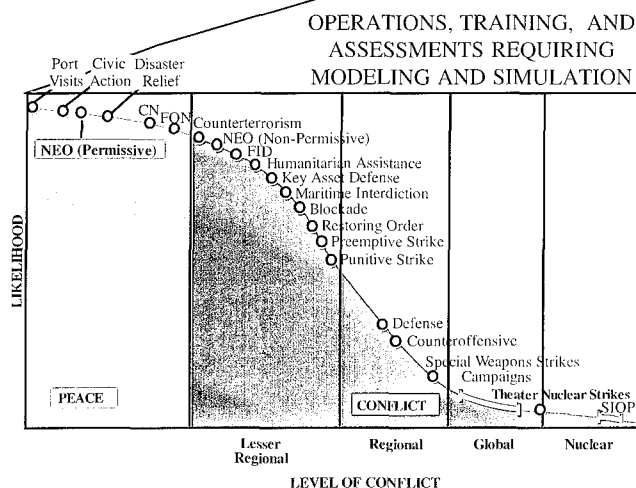 OPERATIONS, TRAINING, AND
ASSESSMENTS REQUIRING
MODELING AND SIMULATION
Port
Visits
Civic
Action
Disaster
Relief
CN
FON
Counterterrorism
NEO (Permissive)
NEO (Non-Permissive)
FID
Humanitarian Assistance
Key Asset Defense
Maritime Interdiction
Blockade
Restoring Order
Preemptive Strike
Punitive Strike
LIKELIHOOD
Defense
Counteroffensive
Special Weapons Strikes
Campaigns
Theater Nuclear Strikes
PEACE
CONFLICT
SIOP
Lesser
Regional
Regional
Global
Nuclear
LEVEL OF CONFLICT